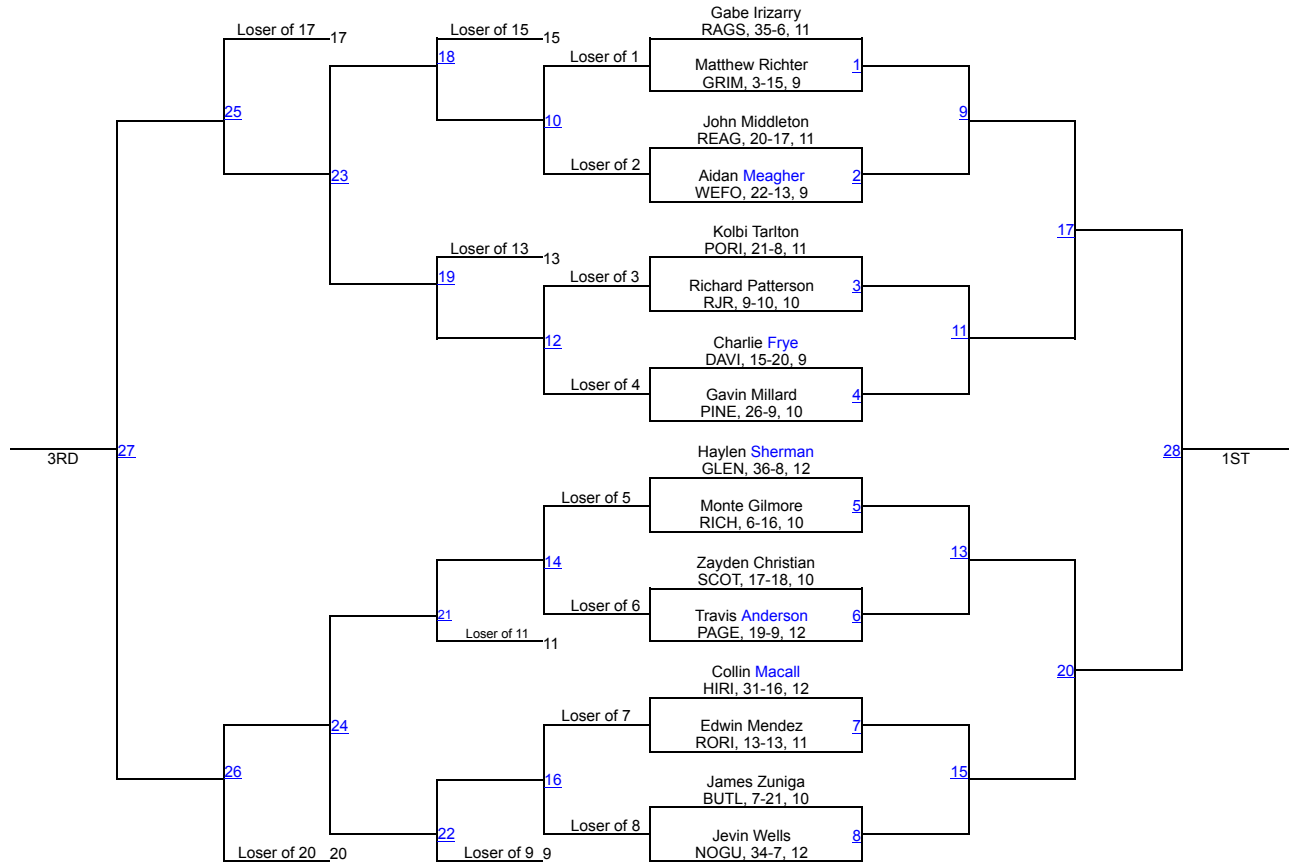 Loser of 17
17
Loser of 15
15
18
25
23
10
Loser of 1
Loser of 2
Gabe Irizarry
RAGS, 35-6, 11
Matthew Richter
GRIM, 3-15, 9
1
John Middleton
REAG, 20-17, 11
Aidan Meagher
WEFO, 22-13, 9
2
9
Loser of 13
13
19
12
Loser of 3
Loser of 4
Kolbi Tarlton
PORI, 21-8, 11
Richard Patterson
RJR, 9-10, 10
3
Charlie Frye
DAVI, 15-20, 9
Gavin Millard
PINE, 26-9, 10
4
11
17
3RD
27
28
1ST
Loser of 5
14
Loser of 6
21
Loser of 11
11
Haylen Sherman
GLEN, 36-8, 12
Monte Gilmore
RICH, 6-16, 10
5
Zayden Christian
SCOT, 17-18, 10
Travis Anderson
PAGE, 19-9, 12
6
13
20
24
26
Loser of 20
20
22
Loser of 9
9
16
Loser of 7
Loser of 8
Collin Macall
HIRI, 31-16, 12
Edwin Mendez
RORI, 13-13, 11
7
James Zuniga
BUTL, 7-21, 10
Jevin Wells
NOGU, 34-7, 12
8
15